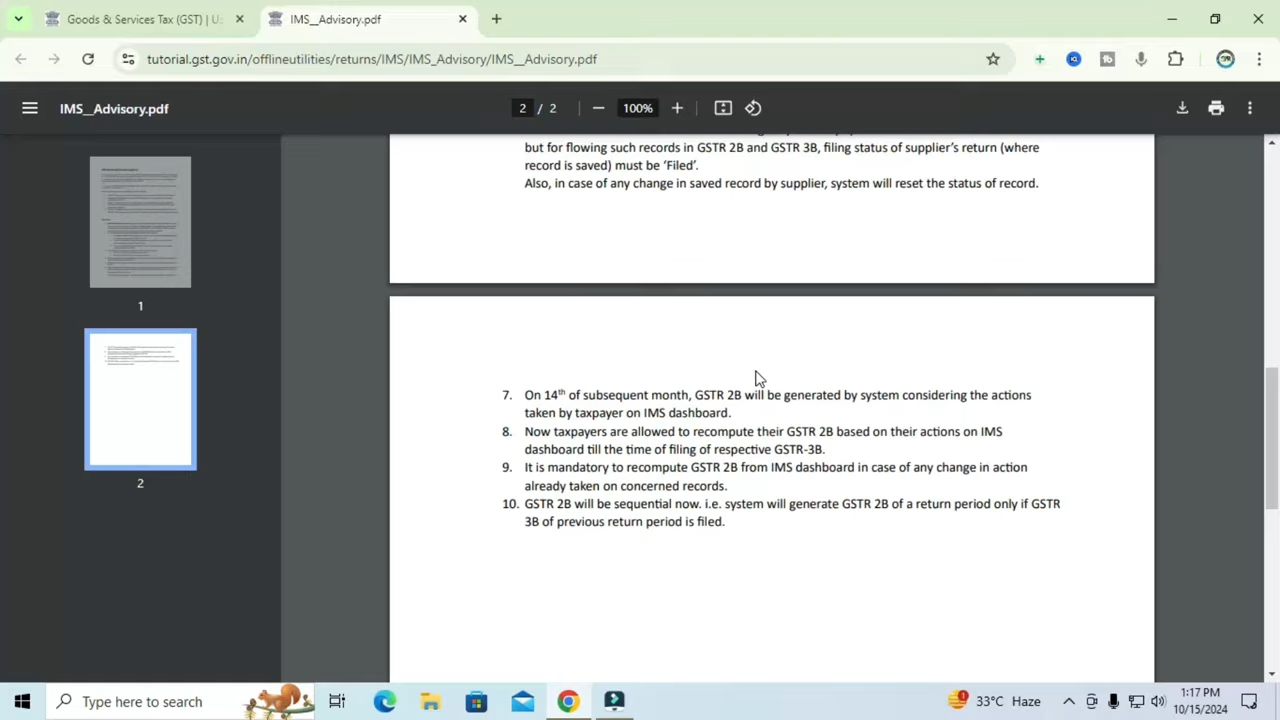 Goods & Services Tax (GST) | Us
IMS__Advisory.pdf
tutorial.gst.gov.in/offlineutilities/returns/IMS/IMS_Advisory/IMS__Advisory.pdf
IMS__Advisory.pdf
2 / 2
100%
but for flowing such records in GSTR 2B and GSTR 3B, filing status of supplier's return (where
record is saved) must be 'Filed'.
Also, in case of any change in saved record by supplier, system will reset the status of record.
1
2
7. On 14th of subsequent month, GSTR 2B will be generated by system considering the actions
taken by taxpayer on IMS dashboard.
8. Now taxpayers are allowed to recompute their GSTR 2B based on their actions on IMS
dashboard till the time of filing of respective GSTR-3B.
9. It is mandatory to recompute GSTR 2B from IMS dashboard in case of any change in action
already taken on concerned records.
10. GSTR 2B will be sequential now. i.e. system will generate GSTR 2B of a return period only if GSTR
3B of previous return period is filed.
Type here to search
1
33°C Haze
1:17 PM
10/15/2024